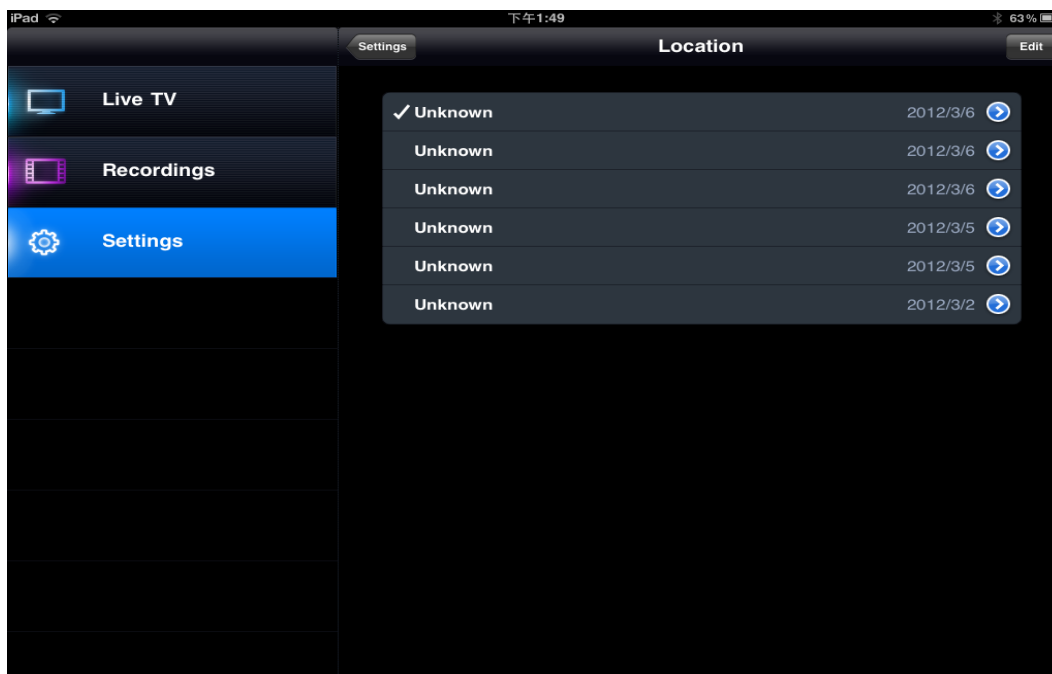 iPad 下午1:49 63%
Settings Location Edit
Live TV
Recordings
Settings
Unknown 2012/3/6
Unknown 2012/3/6
Unknown 2012/3/6
Unknown 2012/3/5
Unknown 2012/3/5
Unknown 2012/3/2